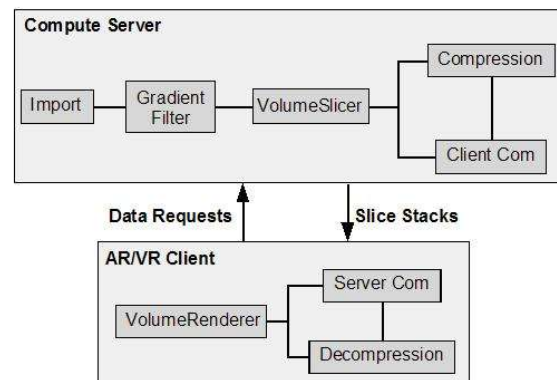 Compute Server
Compression
Import
Gradient
Filter
VolumeSlicer
Client Com
Data Requests
Slice Stacks
AR/VR Client
Server Com
VolumeRenderer
Decompression